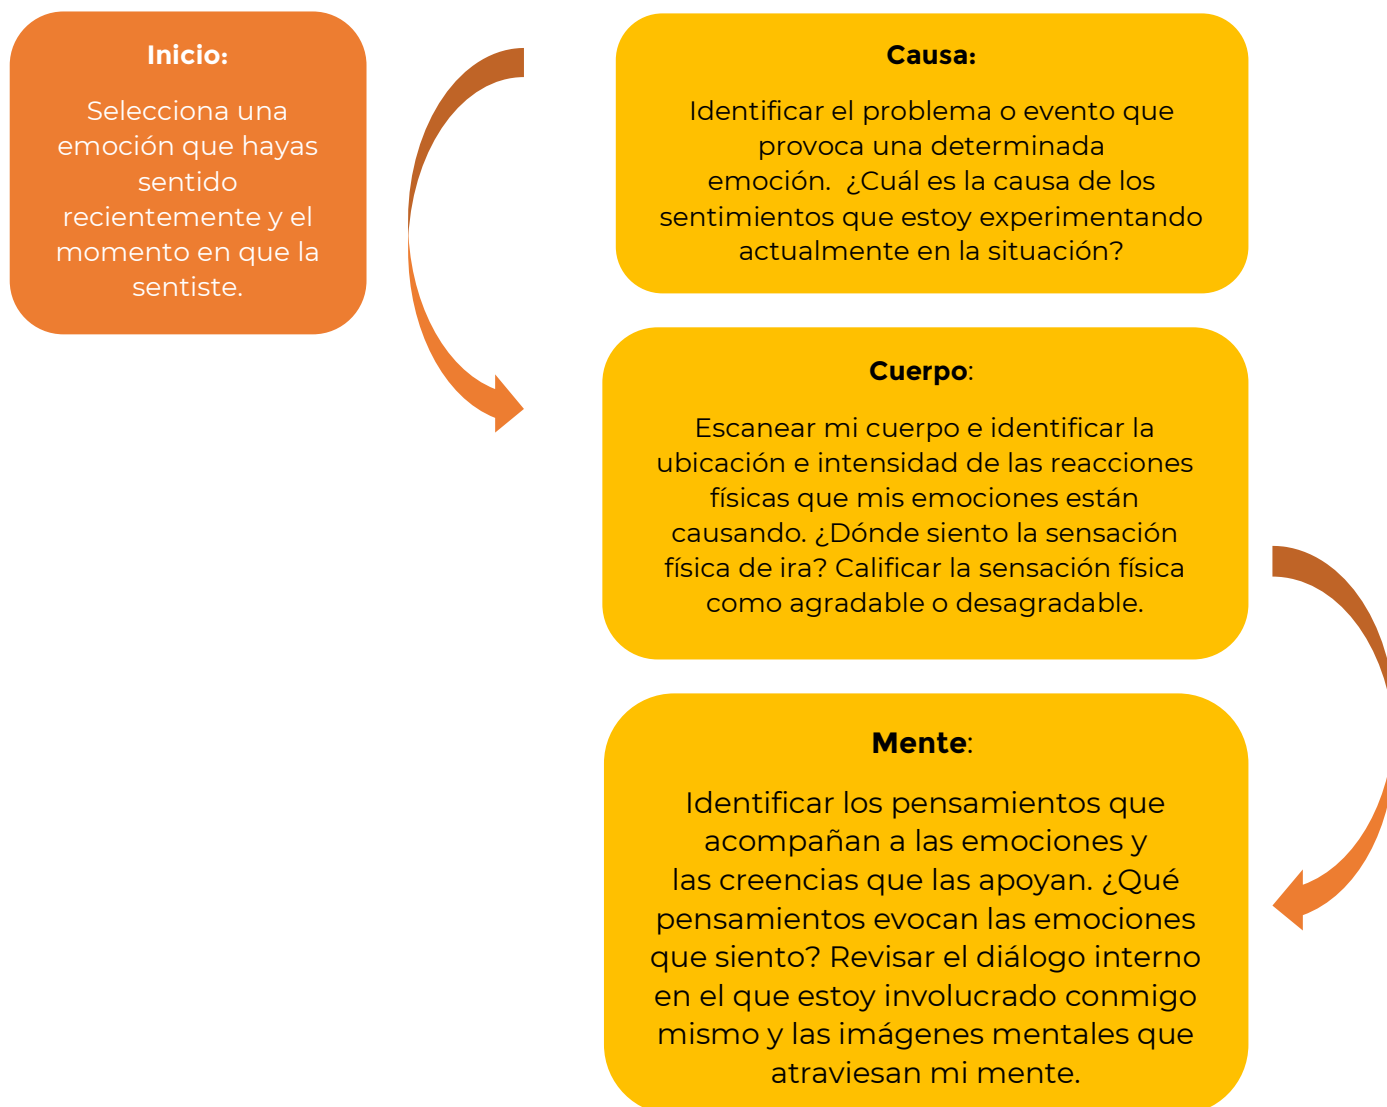 Inicio:
Selecciona una
emoción que hayas
sentido
recientemente y el
momento en que la
sentiste.
Causa:
Identificar el problema o evento que
provoca una determinada
emoción.  ¿Cuál es la causa de los
sentimientos que estoy experimentando
actualmente en la situación?
Cuerpo:
Escanear mi cuerpo e identificar la
ubicación e intensidad de las reacciones
físicas que mis emociones están
causando. ¿Dónde siento la sensación
física de ira? Calificar la sensación física
como agradable o desagradable.
Mente:
Identificar los pensamientos que
acompañan a las emociones y
las creencias que las apoyan. ¿Qué
pensamientos evocan las emociones
que siento? Revisar el diálogo interno
en el que estoy involucrado conmigo
mismo y las imágenes mentales que
atraviesan mi mente.